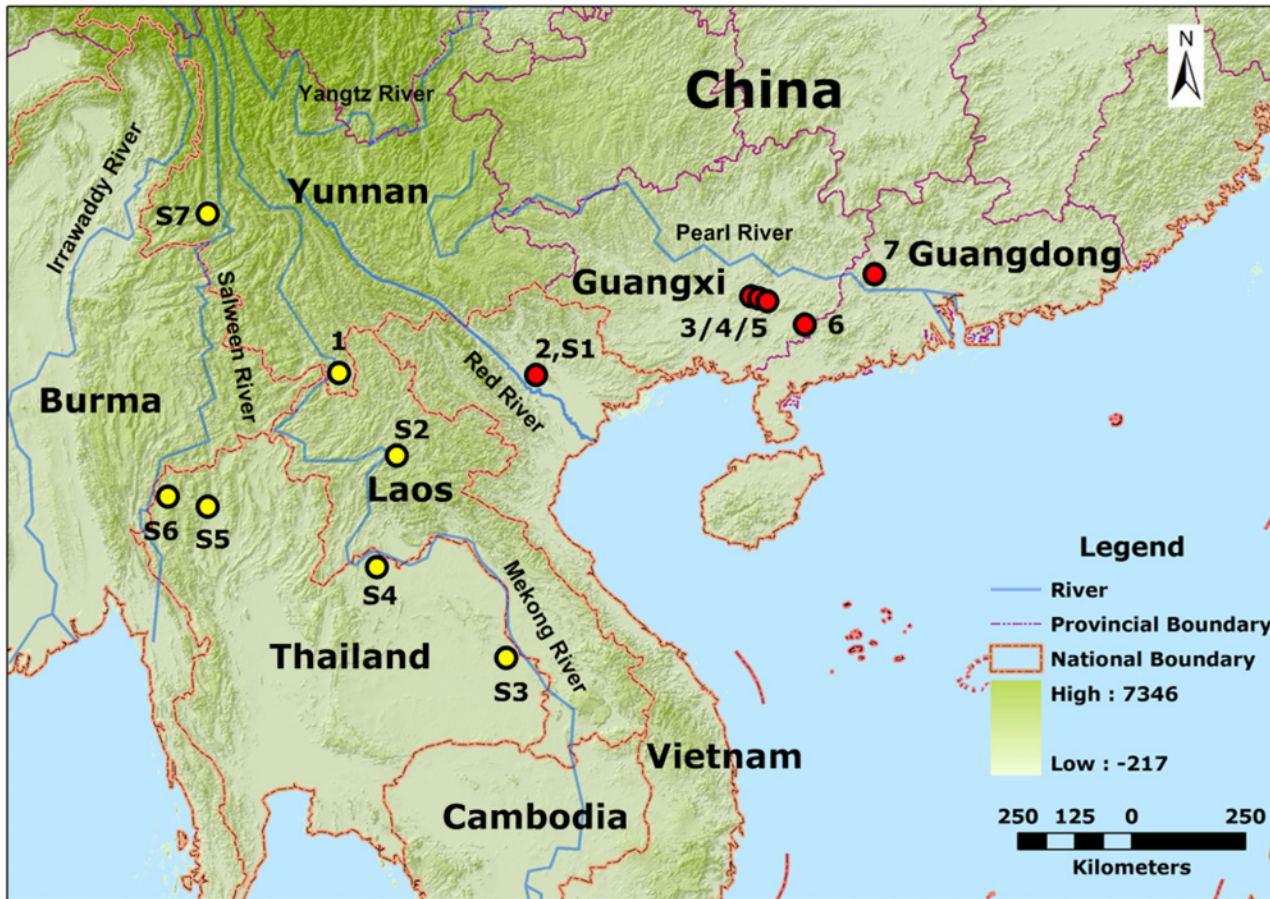 N
China
Yangtz River
Irrawaddy River
Yunnan
S7
Pearl River
7
Guangdong
Guangxi
Salween River
3/4/5
6
1
2,S1
Red River
Burma
S2
Laos
S6
S5
S4
Mekong River
Thailand
S3
Vietnam
Cambodia
Legend
River
Provincial Boundary
National Boundary
High : 7346
Low : -217
250 125 0 250
Kilometers